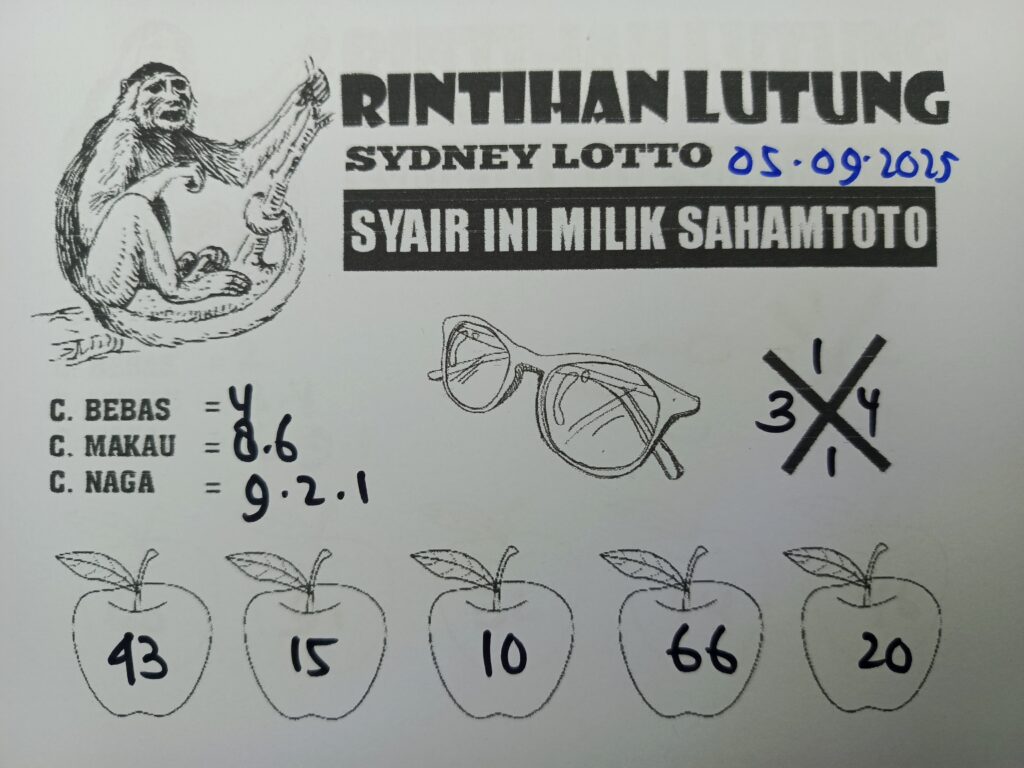 RINTIHAN LUTUNG
SYDNEY LOTTO 05.09.2025
SYAIR INI MILIK SAHAMTOTO
1
3 4
1
C. BEBAS = 4
C. MAKAU = 8.6
C. NAGA = 9.2.1
43 15 10 66 20